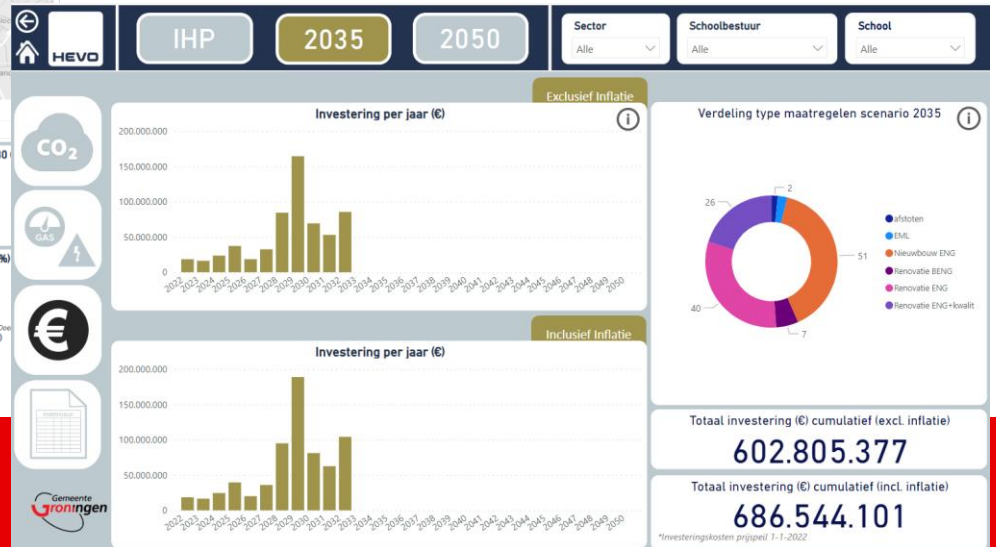 HEVO
IHP
2035
2050
Sector
Alle
Schoolbestuur
Alle
School
Alle
CO2
GAS
€
Gemeente
Groningen
Exclusief Inflatie
Investering per jaar (€)
200.000.000
150.000.000
100.000.000
50.000.000
0
2022 2023 2024 2025 2026 2027 2028 2029 2030 2031 2032 2033 2034 2035 2036 2037 2038 2039 2040 2041 2042 2043 2044 2045 2046 2047 2048 2049 2050
Inclusief Inflatie
Investering per jaar (€)
200.000.000
150.000.000
100.000.000
50.000.000
0
2022 2023 2024 2025 2026 2027 2028 2029 2030 2031 2032 2033 2034 2035 2036 2037 2038 2039 2040 2041 2042 2043 2044 2045 2046 2047 2048 2049 2050
Verdeling type maatregelen scenario 2035
2
26
51
40
7
afstoten
EML
Nieuwbouw ENG
Renovatie BENG
Renovatie ENG
Renovatie ENG+kwalit
Totaal investering (€) cumulatief (excl. inflatie)
602.805.377
Totaal investering (€) cumulatief (incl. inflatie)
686.544.101
*Investeringskosten prijspeil 1-1-2022